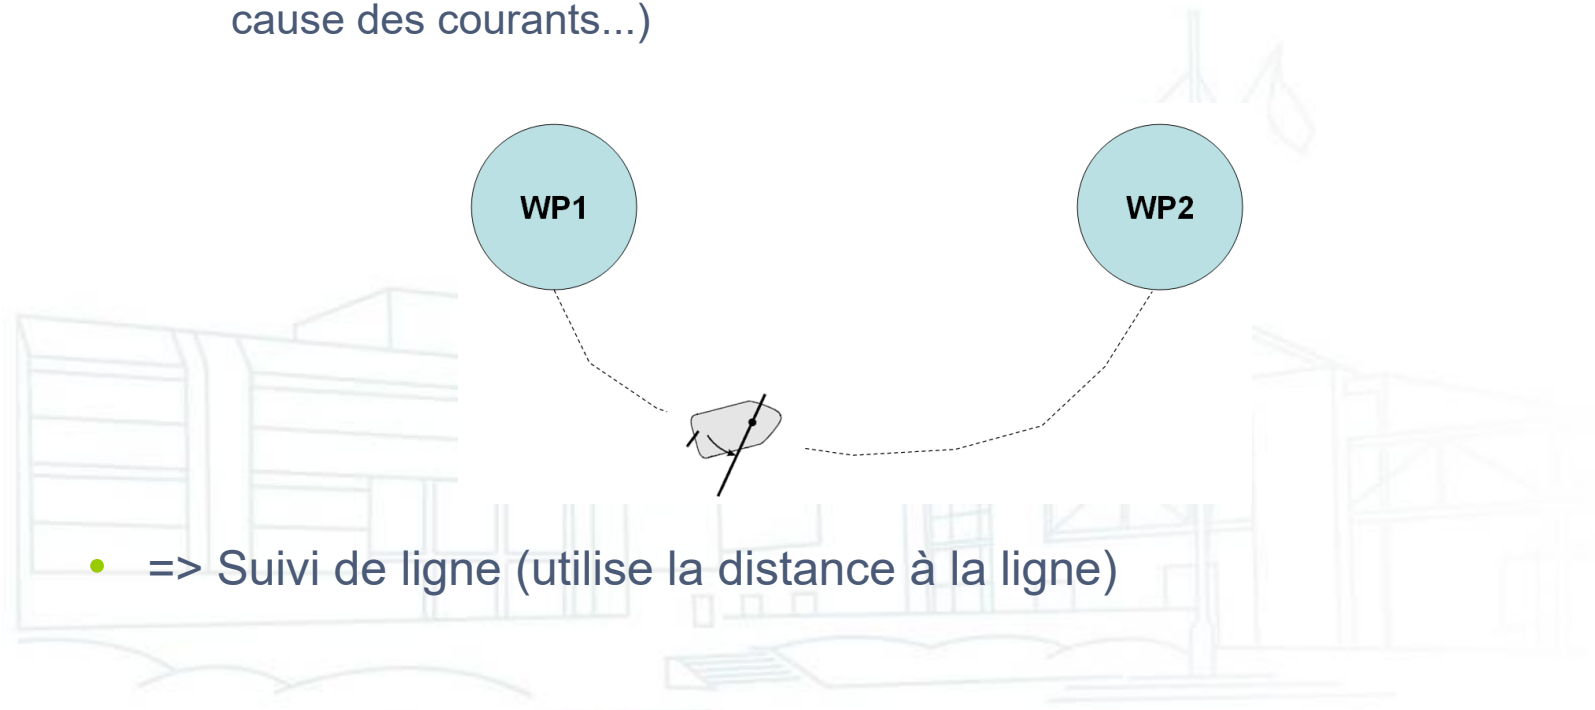 cause des courants...)
WP1
WP2
• => Suivi de ligne (utilise la distance à la ligne)